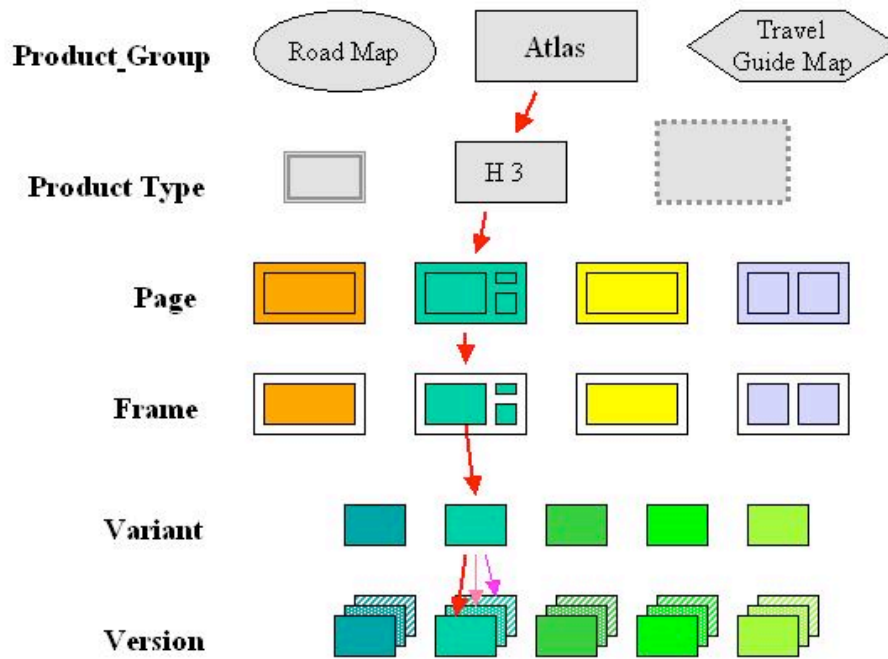 Product_Group
Road Map
Atlas
Travel
Guide Map
Product Type
H 3
Page
Frame
Variant
Version